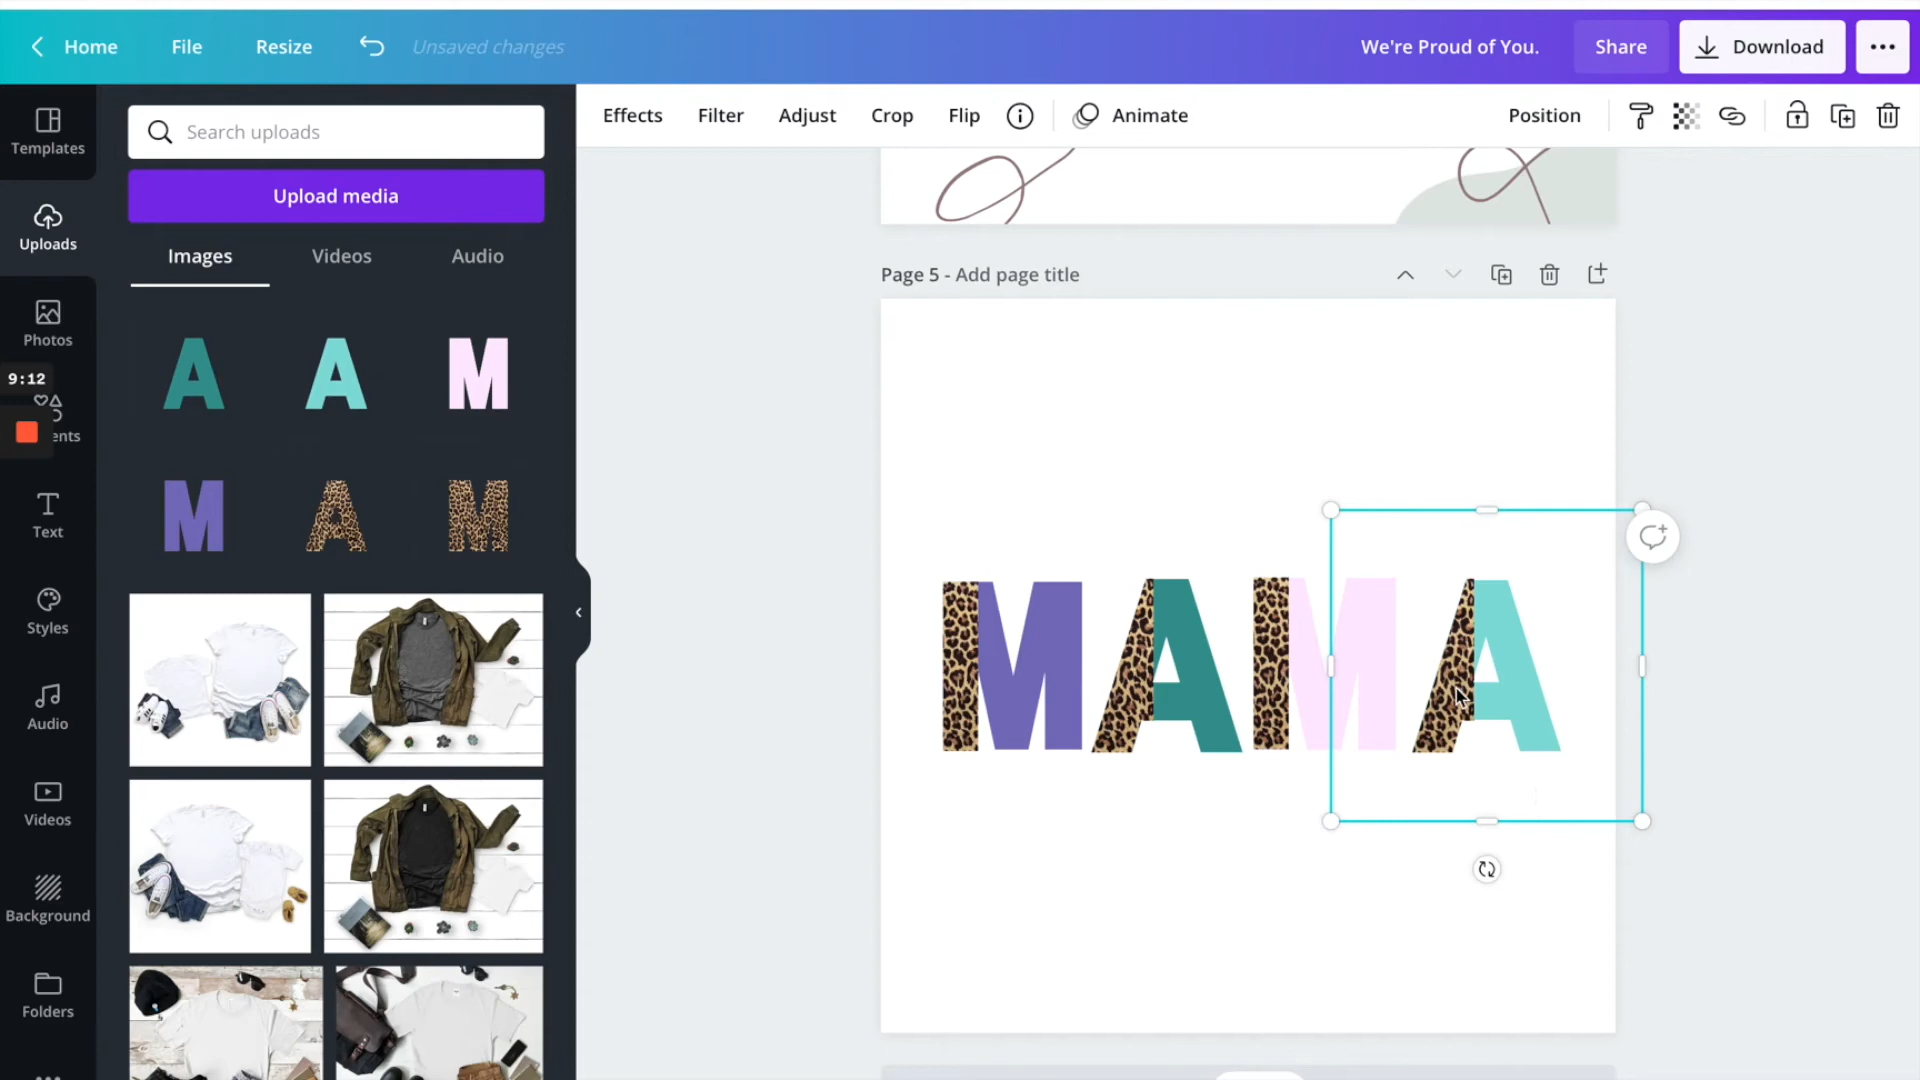 Home File Resize Unsaved changes We're Proud of You. Share Download
Effects Filter Adjust Crop Flip Animate Position
Search uploads
Upload media
Images Videos Audio
Templates
Uploads
Photos
9:12
ents
Text
Styles
Audio
Videos
Background
Folders
A A M
M A M
Page 5 - Add page title
MAMA